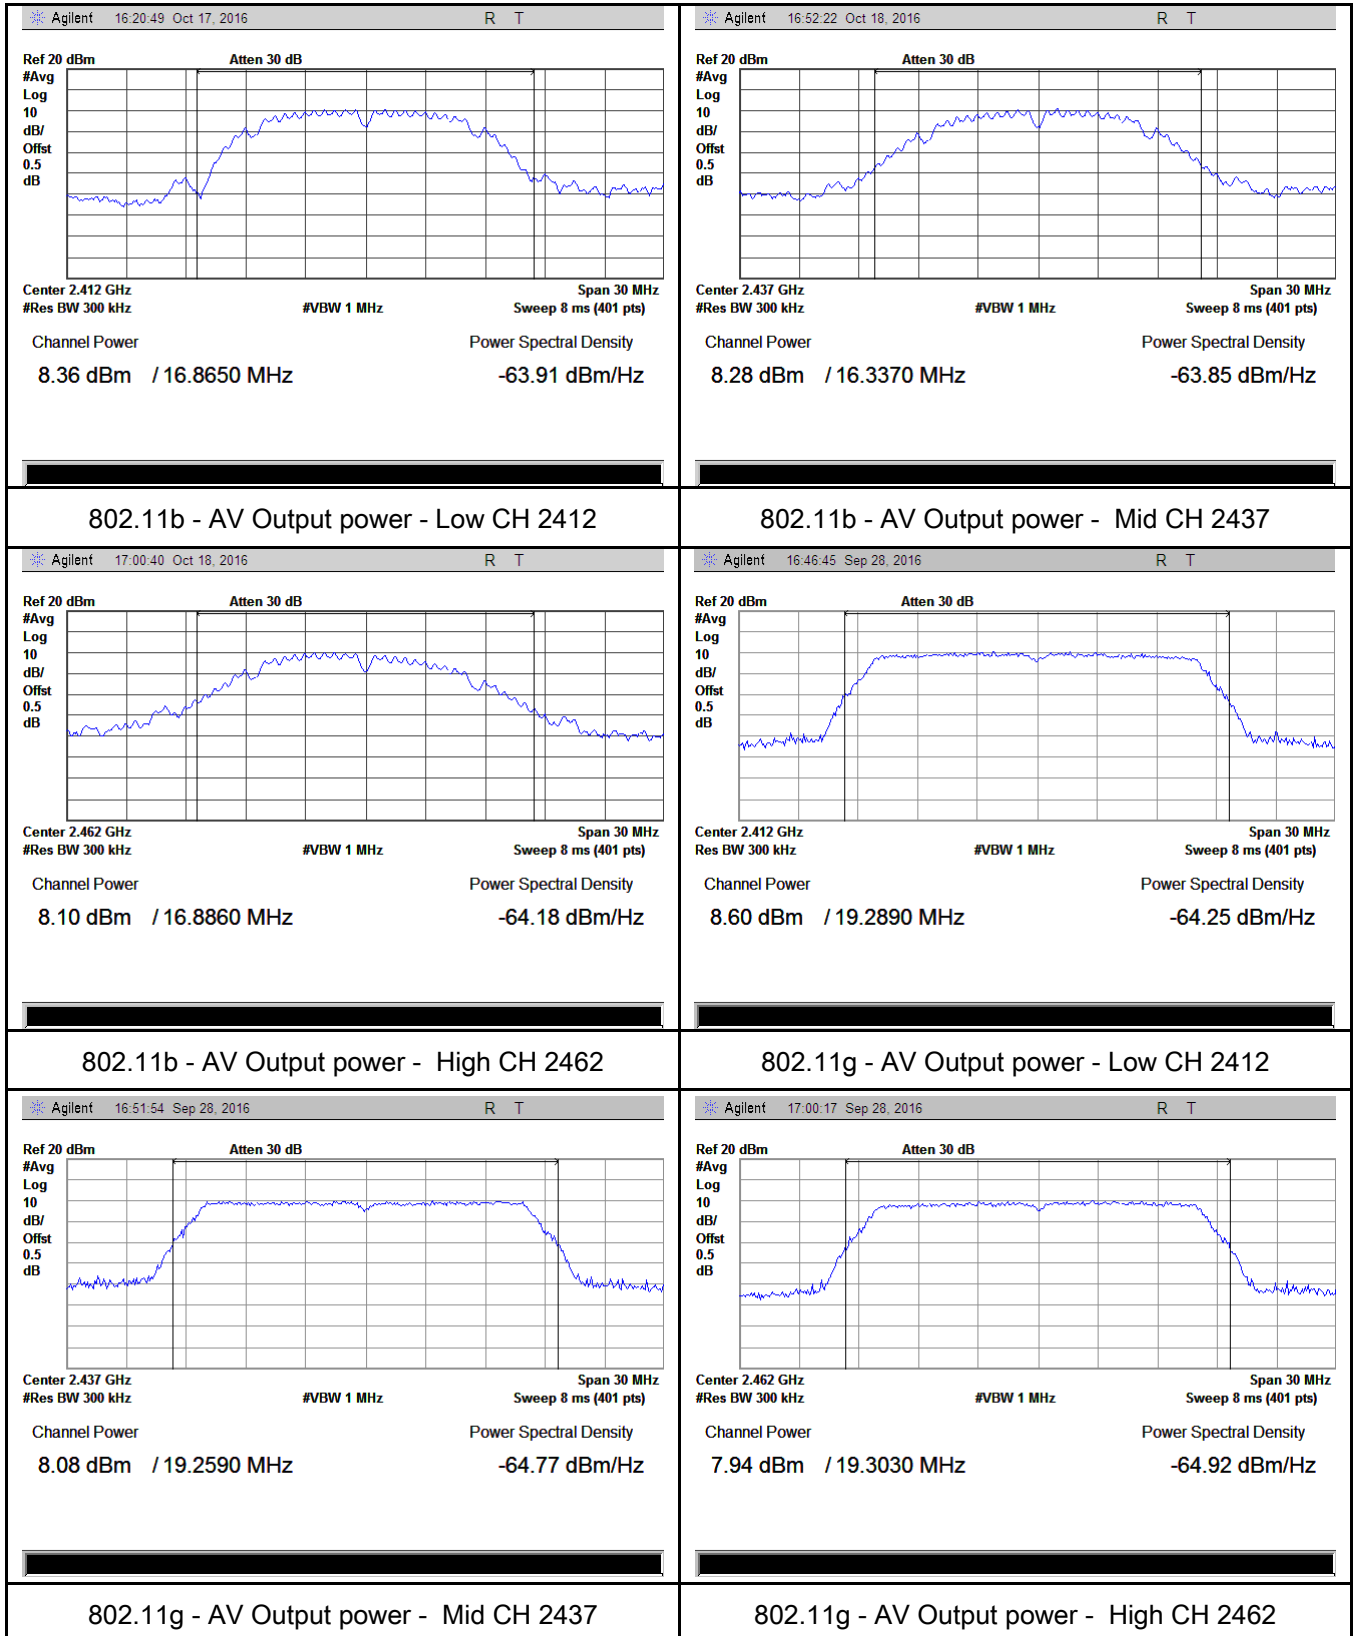 Agilent 16:20:49 Oct 17, 2016 R T
Ref 20 dBm Atten 30 dB
#Avg
Log
10
dB/
Offst
0.5
dB
Center 2.412 GHz Span 30 MHz
#Res BW 300 kHz #VBW 1 MHz Sweep 8 ms (401 pts)
Channel Power Power Spectral Density
8.36 dBm / 16.8650 MHz -63.91 dBm/Hz
802.11b - AV Output power - Low CH 2412
Agilent 16:52:22 Oct 18, 2016 R T
Ref 20 dBm Atten 30 dB
#Avg
Log
10
dB/
Offst
0.5
dB
Center 2.437 GHz Span 30 MHz
#Res BW 300 kHz #VBW 1 MHz Sweep 8 ms (401 pts)
Channel Power Power Spectral Density
8.28 dBm / 16.3370 MHz -63.85 dBm/Hz
802.11b - AV Output power - Mid CH 2437
Agilent 17:00:40 Oct 18, 2016 R T
Ref 20 dBm Atten 30 dB
#Avg
Log
10
dB/
Offst
0.5
dB
Center 2.462 GHz Span 30 MHz
#Res BW 300 kHz #VBW 1 MHz Sweep 8 ms (401 pts)
Channel Power Power Spectral Density
8.10 dBm / 16.8860 MHz -64.18 dBm/Hz
802.11b - AV Output power - High CH 2462
Agilent 16:46:45 Sep 28, 2016 R T
Ref 20 dBm Atten 30 dB
#Avg
Log
10
dB/
Offst
0.5
dB
Center 2.412 GHz Span 30 MHz
Res BW 300 kHz #VBW 1 MHz Sweep 8 ms (401 pts)
Channel Power Power Spectral Density
8.60 dBm / 19.2890 MHz -64.25 dBm/Hz
802.11g - AV Output power - Low CH 2412
Agilent 16:51:54 Sep 28, 2016 R T
Ref 20 dBm Atten 30 dB
#Avg
Log
10
dB/
Offst
0.5
dB
Center 2.437 GHz Span 30 MHz
#Res BW 300 kHz #VBW 1 MHz Sweep 8 ms (401 pts)
Channel Power Power Spectral Density
8.08 dBm / 19.2590 MHz -64.77 dBm/Hz
802.11g - AV Output power - Mid CH 2437
Agilent 17:00:17 Sep 28, 2016 R T
Ref 20 dBm Atten 30 dB
#Avg
Log
10
dB/
Offst
0.5
dB
Center 2.462 GHz Span 30 MHz
#Res BW 300 kHz #VBW 1 MHz Sweep 8 ms (401 pts)
Channel Power Power Spectral Density
7.94 dBm / 19.3030 MHz -64.92 dBm/Hz
802.11g - AV Output power - High CH 2462